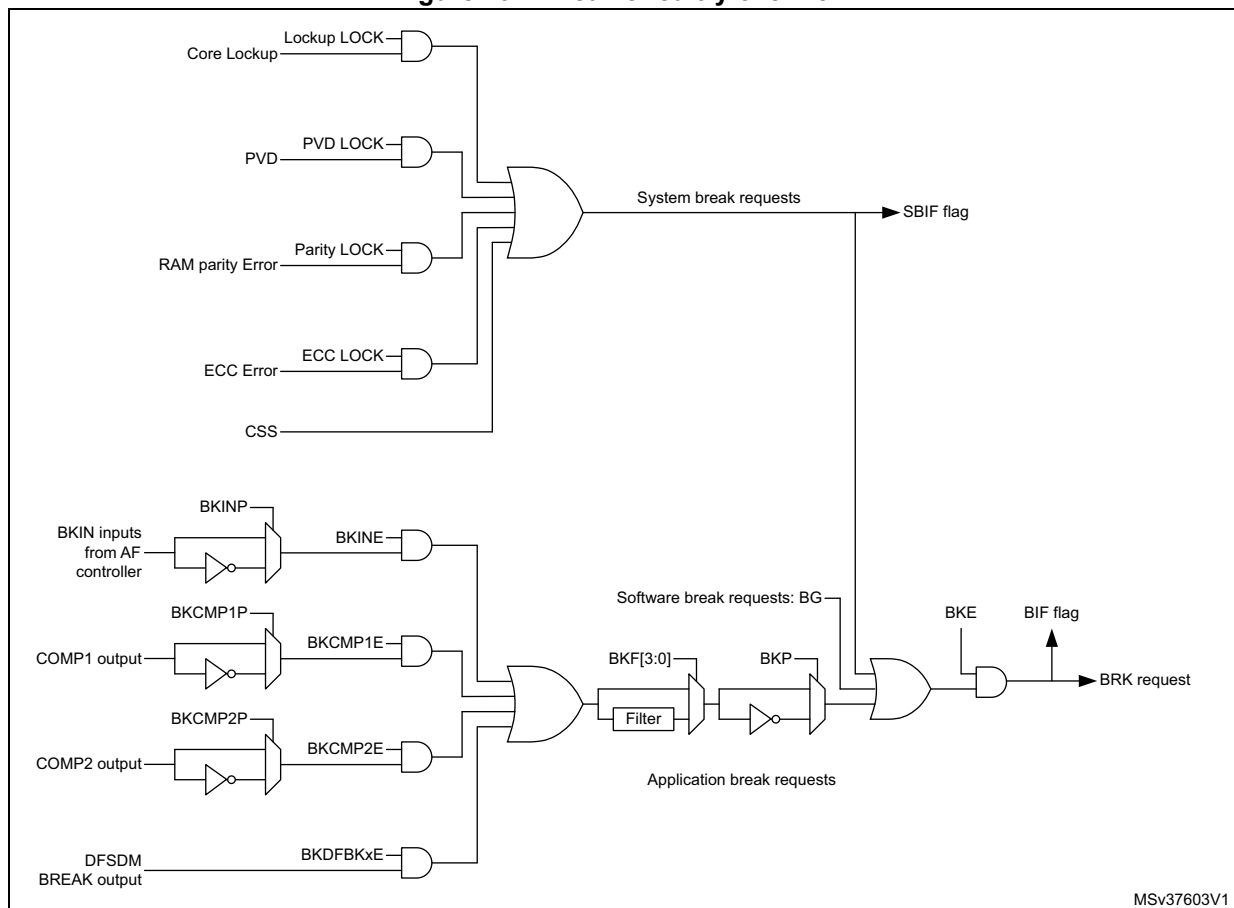 Lockup LOCK
Core Lockup
PVD LOCK
PVD
System break requests
SBIF flag
Parity LOCK
RAM parity Error
ECC LOCK
ECC Error
CSS
BKINP
BKIN inputs
from AF
controller
BKINE
BKCMP1P
COMP1 output
BKCMP1E
Software break requests: BG
BKE
BIF flag
BKF[3:0]
BKP
BRK request
BKCMP2P
Filter
COMP2 output
BKCMP2E
Application break requests
DFSDM
BREAK output
BKDFBKxE
MSv37603V1